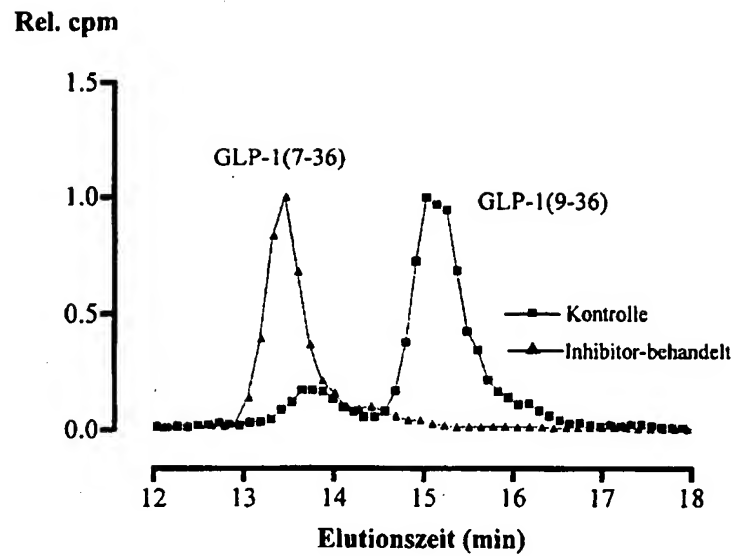 Rel. cpm
1.5
GLP-1(7-36)
1.0
GLP-1(9-36)
0.5
Kontrolle
Inhibitor-behandelt
0.0
12 13 14 15 16 17 18
Elutionszeit (min)